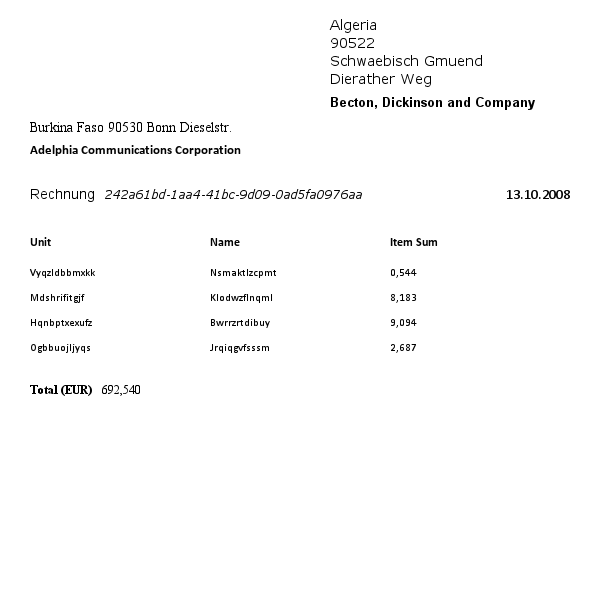 Algeria
90522
Schwaebisch Gmuend
Dierather Weg
Becton, Dickinson and Company
Burkina Faso 90530 Bonn Dieselstr.
Adelphia Communications Corporation
Rechnung 242a61bd-1aa4-41bc-9d09-0ad5fa0976aa 13.10.2008
Unit Name Item Sum
Vyqzldbbmxkk Nsmaktlzcpmt 0,544
Mdshrifitgjf Klodwzflnqml 8,183
Hqnbptxexufz Bwrrzrtdibuy 9,094
Ogbbuojljyqs Jrqiqgvfsssm 2,687
Total (EUR) 692,540